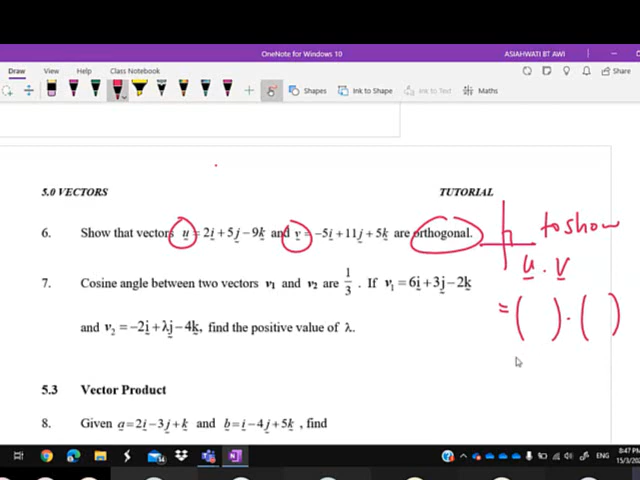 OneNote for Windows 10
ASIAHWATI BT AWI
Draw View Help Class Notebook
Share
Shapes Ink to Shape Ink to Text Maths
5.0 VECTORS TUTORIAL
6. Show that vectors u = 2i + 5j − 9k and v = −5i + 11j + 5k are orthogonal.
to show
u . v
= ( ) . ( )
7. Cosine angle between two vectors v₁ and v₂ are 1/3. If v₁ = 6i + 3j − 2k
and v₂ = −2i + λj − 4k, find the positive value of λ.
5.3 Vector Product
8. Given a = 2i − 3j + k and b = i − 4j + 5k, find
ENG
8:47 PM